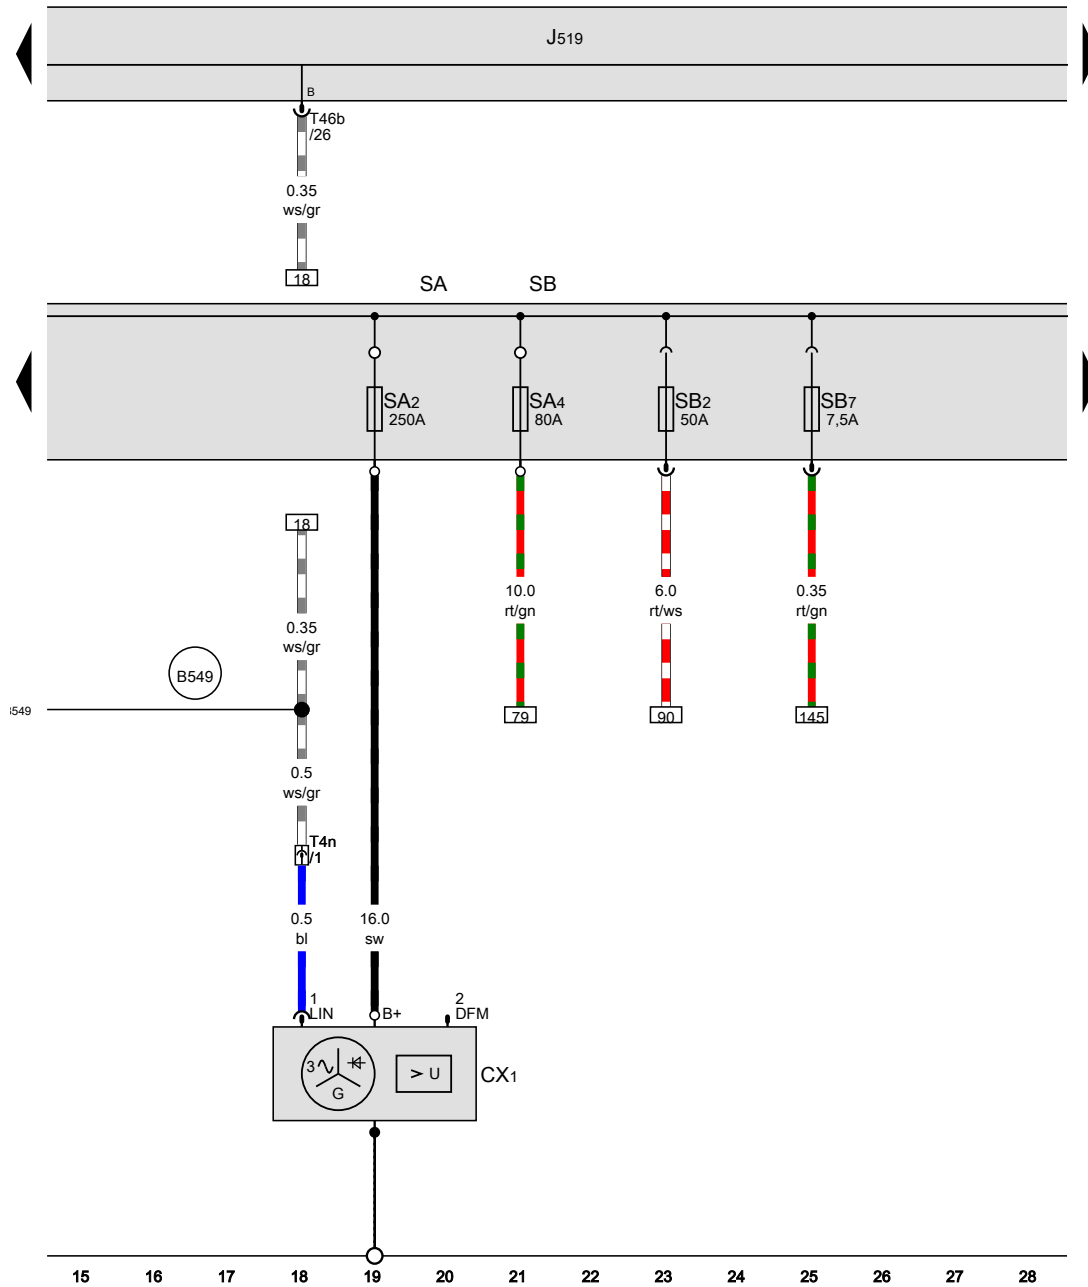 J519
B
T46b
/26
0.35
ws/gr
18
SA
SB
SA2
250A
SA4
80A
SB2
50A
SB7
7,5A
18
0.35
ws/gr
B549
10.0
rt/gn
6.0
rt/ws
0.35
rt/gn
79
90
145
0.5
ws/gr
T4n
/1
0.5
bl
16.0
sw
1
LIN
B+
2
DFM
3
G
> U
CX1
15 16 17 18 19 20 21 22 23 24 25 26 27 28